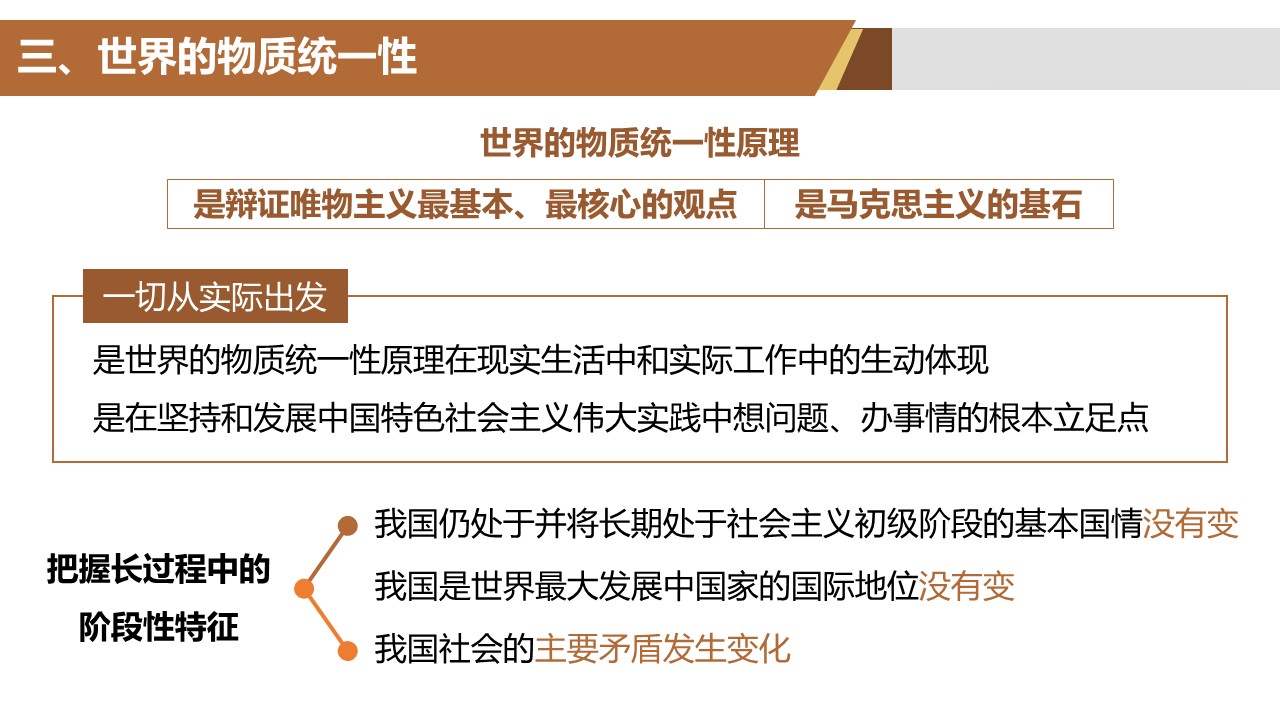 三、世界的物质统一性
世界的物质统一性原理
是辩证唯物主义最基本、最核心的观点
是马克思主义的基石
一切从实际出发
是世界的物质统一性原理在现实生活中和实际工作中的生动体现
是在坚持和发展中国特色社会主义伟大实践中想问题、办事情的根本立足点
把握长过程中的
阶段性特征
我国仍处于并将长期处于社会主义初级阶段的基本国情没有变
我国是世界最大发展中国家的国际地位没有变
我国社会的主要矛盾发生变化